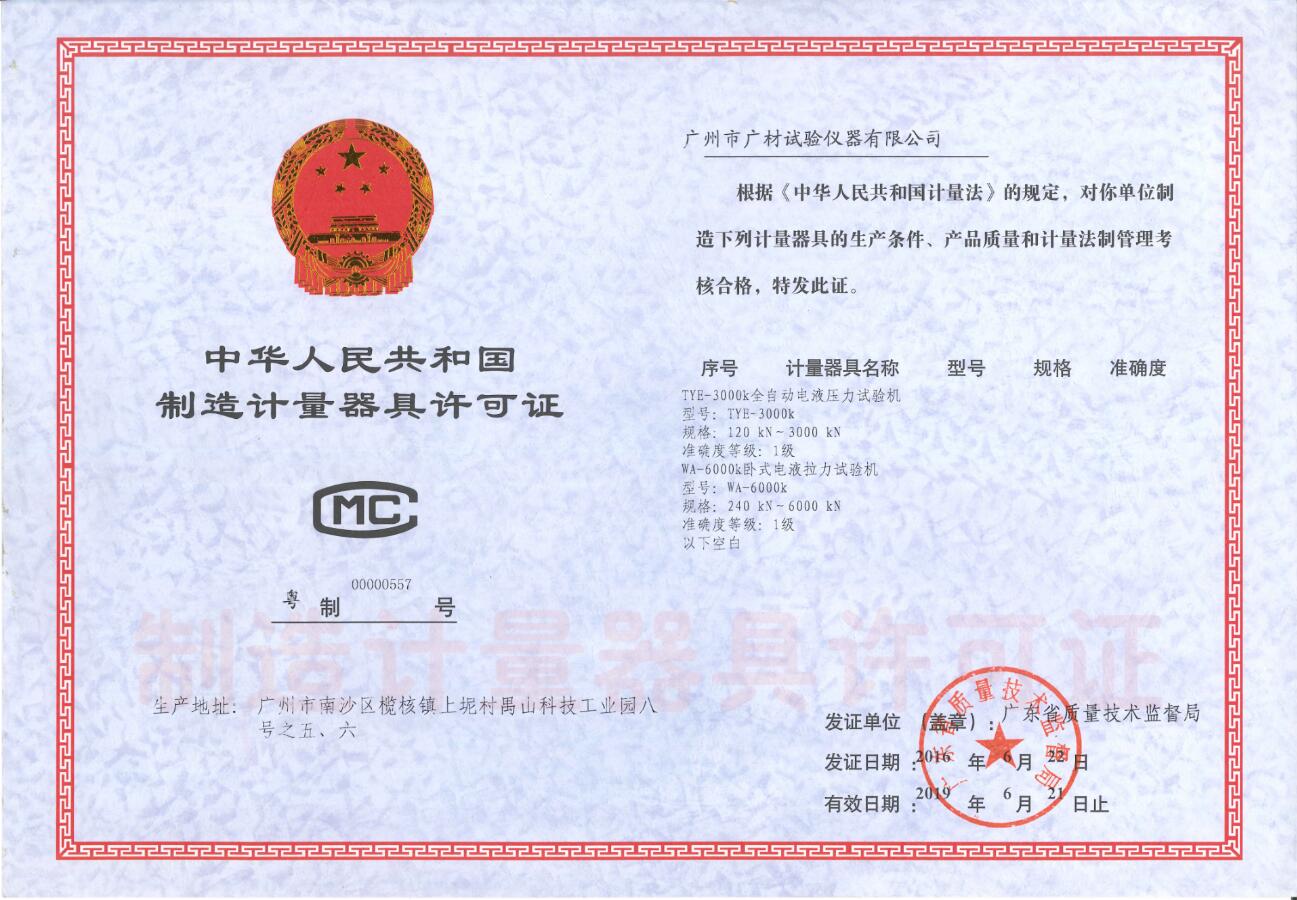 中华人民共和国
制造计量器具许可证
MC
00000557
粤 制 号
生产地址: 广州市南沙区榄核镇上坭村禺山科技工业园八
号之五、六
广州市广材试验仪器有限公司
根据《中华人民共和国计量法》的规定，对你单位制
造下列计量器具的生产条件、产品质量和计量法制管理考
核合格，特发此证。
序号 计量器具名称 型号 规格 准确度
TYE-3000k全自动电液压力试验机
型号: TYE-3000k
规格: 120 kN～3000 kN
准确度等级: 1级
WA-6000k卧式电液拉力试验机
型号: WA-6000k
规格: 240 kN～6000 kN
准确度等级: 1级
以下空白
制造计量器具许可证
发证单位 （盖章）: 广东省质量技术监督局
发证日期 : 2016 年 6 月 22 日
有效日期 : 2019 年 6 月 21 日止
广东省质量技术监督局